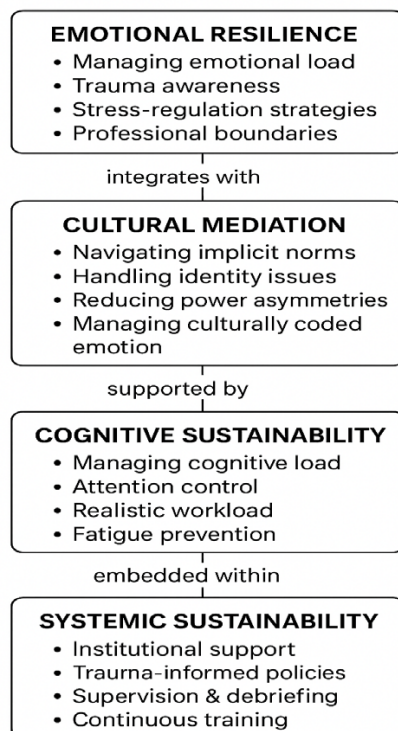 EMOTIONAL RESILIENCE
• Managing emotional load
• Trauma awareness
• Stress-regulation strategies
• Professional boundaries
integrates with
CULTURAL MEDIATION
• Navigating implicit norms
• Handling identity issues
• Reducing power asymmetries
• Managing culturally coded
emotion
supported by
COGNITIVE SUSTAINABILITY
• Managing cognitive load
• Attention control
• Realistic workload
• Fatigue prevention
embedded within
SYSTEMIC SUSTAINABILITY
• Institutional support
• Trauma-informed policies
• Supervision & debriefing
• Continuous training